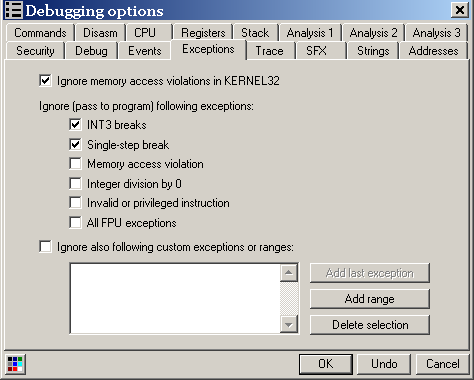 Debugging options
Commands Disasm CPU Registers Stack Analysis 1 Analysis 2 Analysis 3
Security Debug Events Exceptions Trace SFX Strings Addresses
Ignore memory access violations in KERNEL32
Ignore (pass to program) following exceptions:
INT3 breaks
Single-step break
Memory access violation
Integer division by 0
Invalid or privileged instruction
All FPU exceptions
Ignore also following custom exceptions or ranges:
Add last exception
Add range
Delete selection
OK Undo Cancel